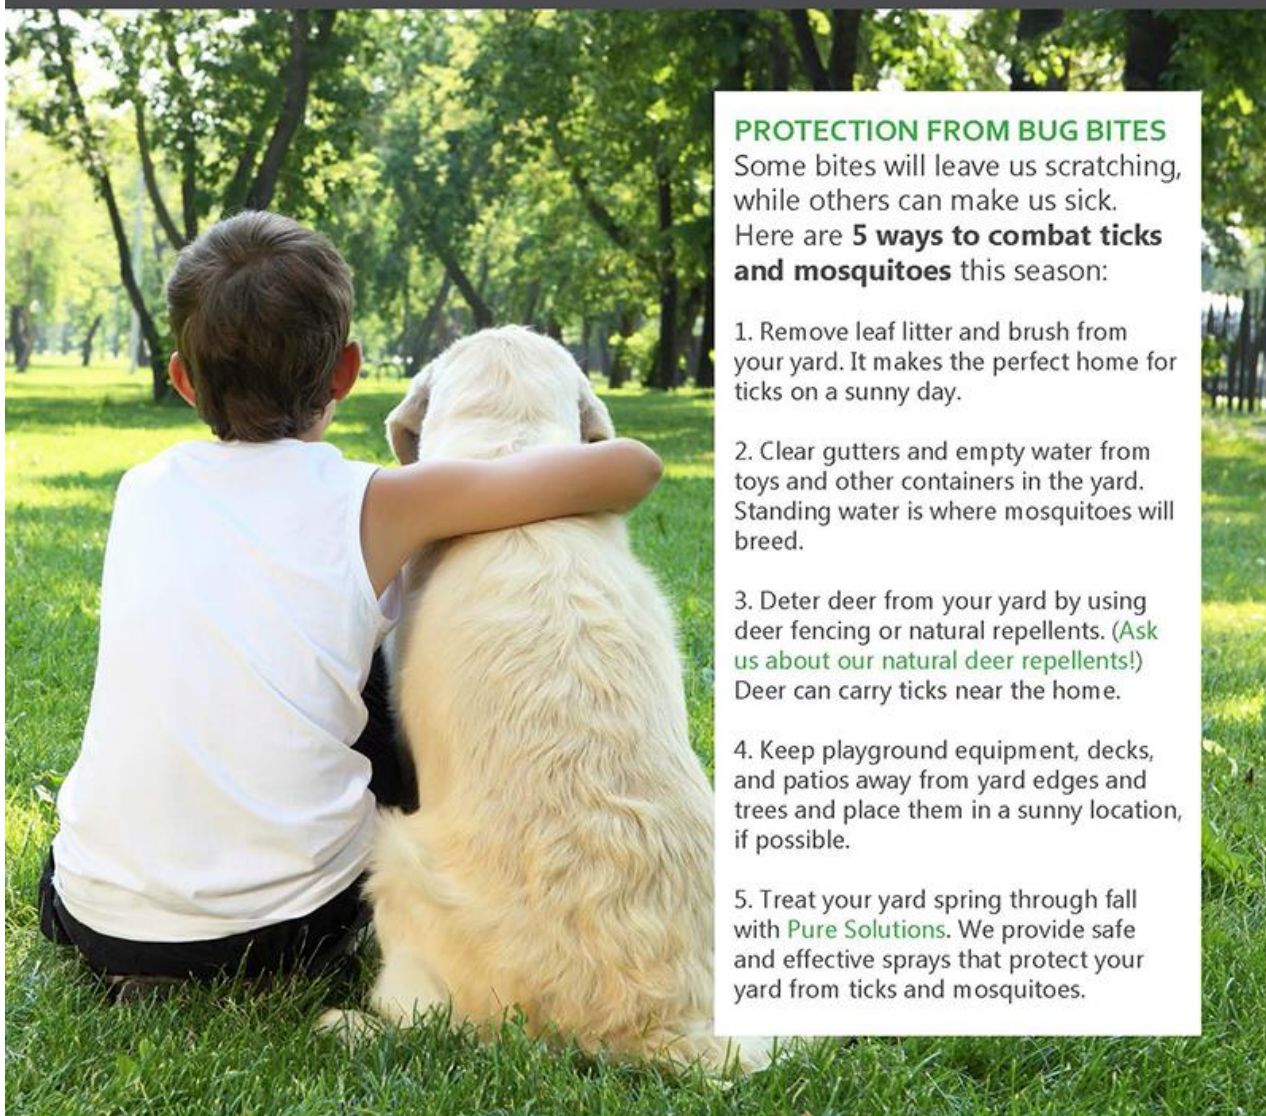 PROTECTION FROM BUG BITES
Some bites will leave us scratching,
while others can make us sick.
Here are 5 ways to combat ticks
and mosquitoes this season:
1. Remove leaf litter and brush from
your yard. It makes the perfect home for
ticks on a sunny day.
2. Clear gutters and empty water from
toys and other containers in the yard.
Standing water is where mosquitoes will
breed.
3. Deter deer from your yard by using
deer fencing or natural repellents. (Ask
us about our natural deer repellents!)
Deer can carry ticks near the home.
4. Keep playground equipment, decks,
and patios away from yard edges and
trees and place them in a sunny location,
if possible.
5. Treat your yard spring through fall
with Pure Solutions. We provide safe
and effective sprays that protect your
yard from ticks and mosquitoes.